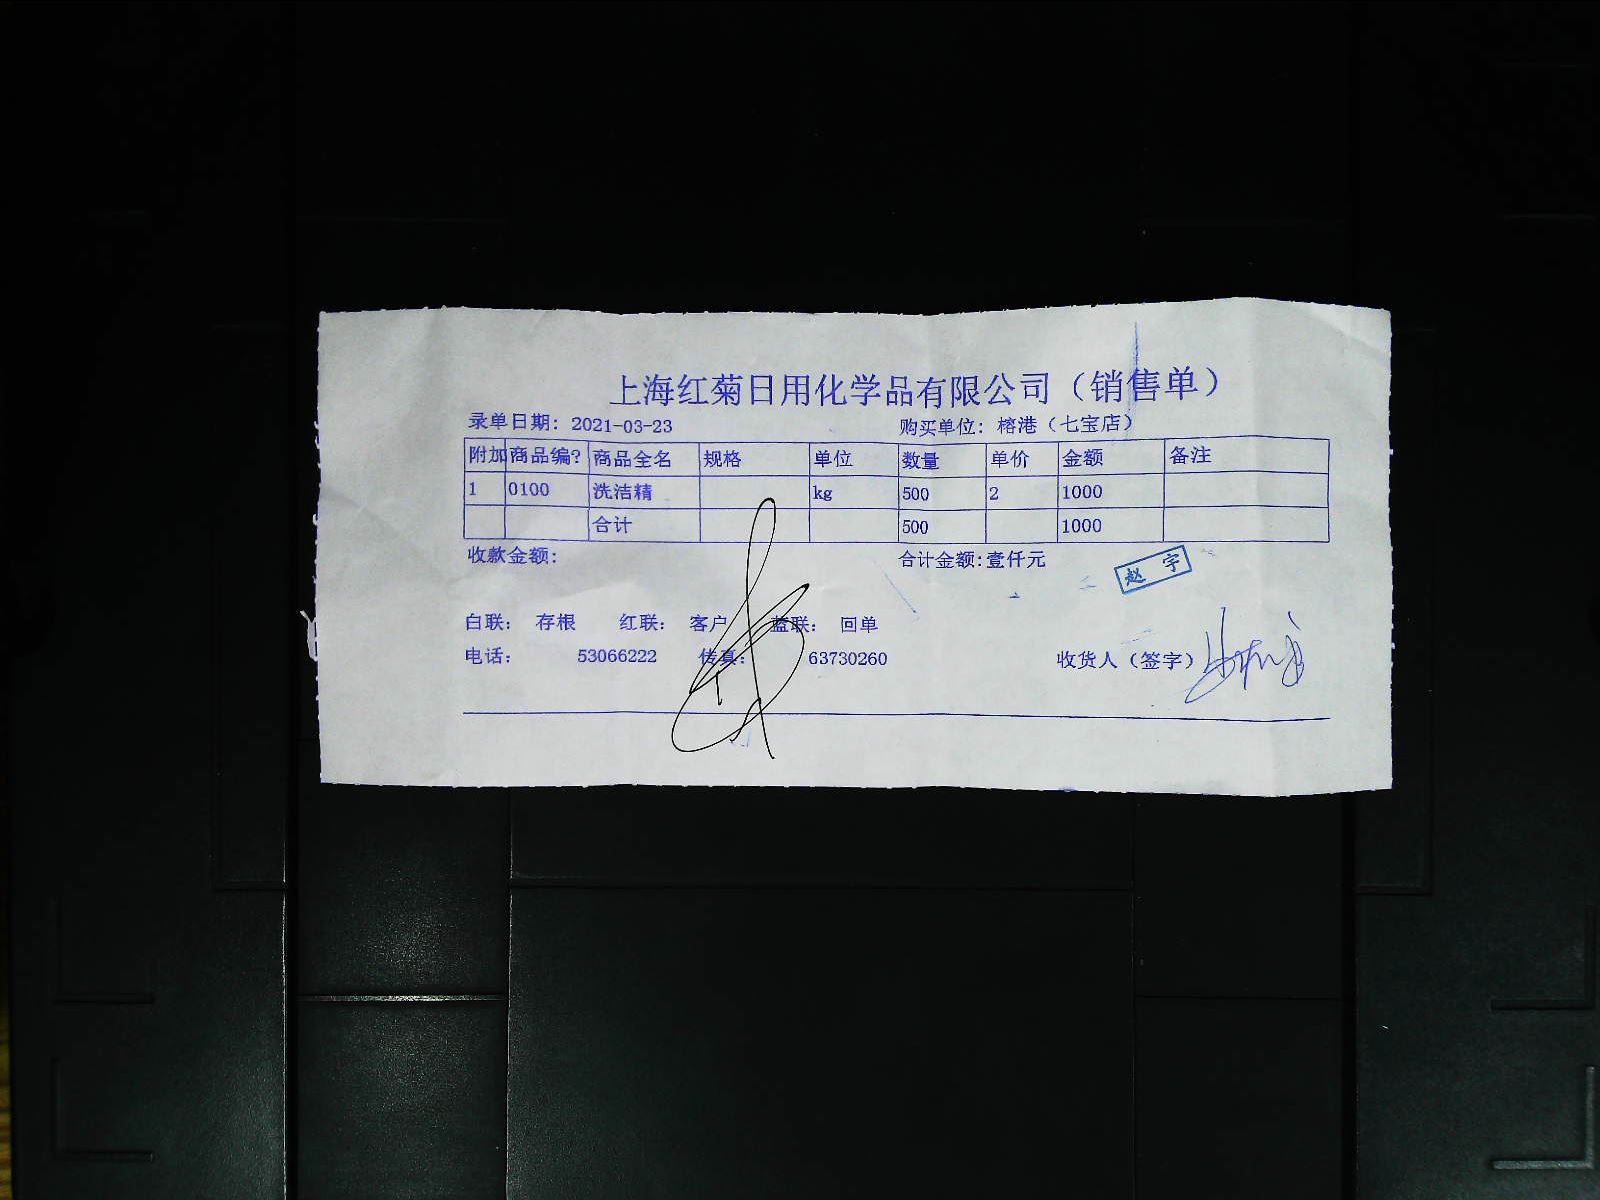 上海红菊日用化学品有限公司（销售单）
录单日期: 2021-03-23 购买单位: 榕港（七宝店）
附加 商品编? 商品全名 规格 单位 数量 单价 金额 备注
1 0100 洗洁精 kg 500 2 1000
合计 500 1000
收款金额: 合计金额:壹仟元
赵 宇
白联: 存根 红联: 客户 蓝联: 回单
电话: 53066222 传真: 63730260 收货人（签字）